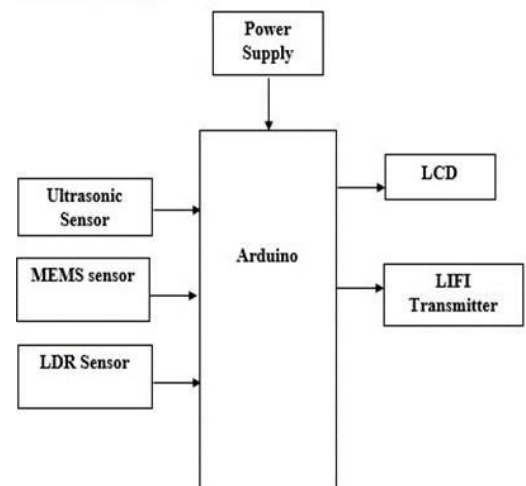 Power
Supply
LCD
Ultrasonic
Sensor
Arduino
MEMS sensor
LIFI
Transmitter
LDR Sensor